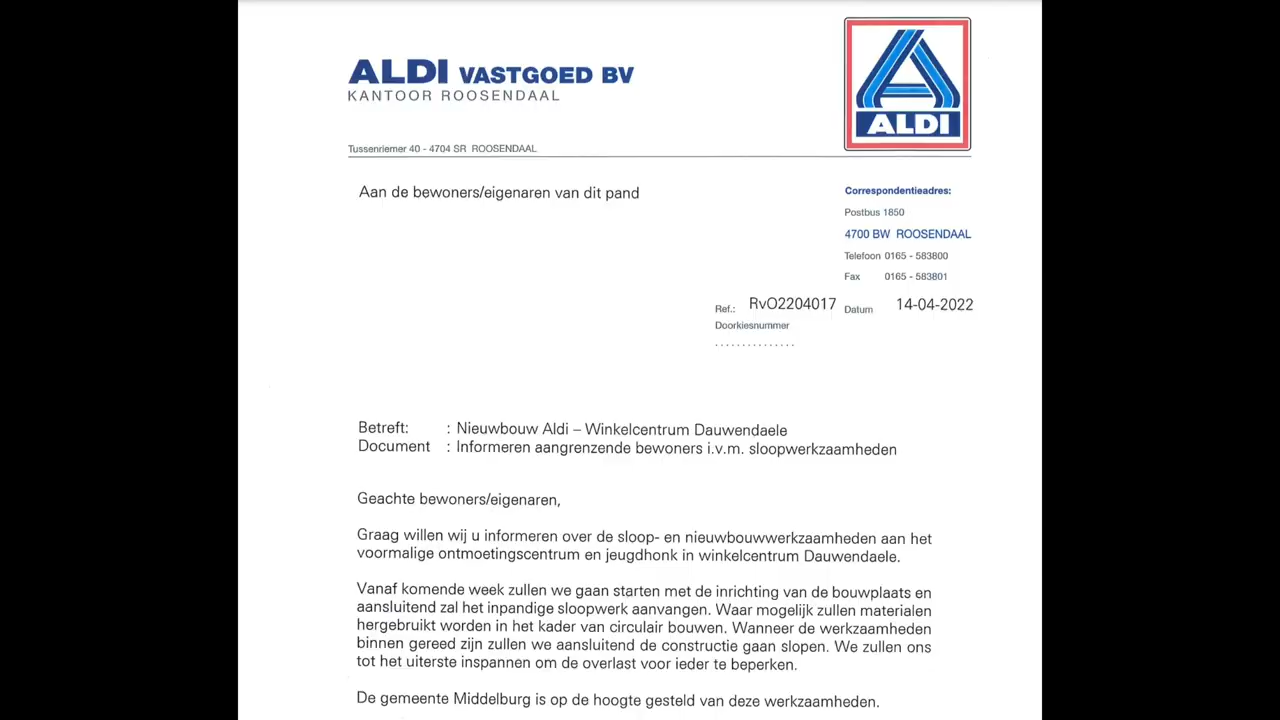 ALDI VASTGOED BV
KANTOOR ROOSENDAAL
ALDI
Tussenriemer 40 - 4704 SR ROOSENDAAL
Aan de bewoners/eigenaren van dit pand
Correspondentieadres:
Postbus 1850
4700 BW ROOSENDAAL
Telefoon 0165 - 583800
Fax 0165 - 583801
Ref.: RvO2204017 Datum 14-04-2022
Doorkiesnummer
...............
Betreft: : Nieuwbouw Aldi – Winkelcentrum Dauwendaele
Document : Informeren aangrenzende bewoners i.v.m. sloopwerkzaamheden
Geachte bewoners/eigenaren,
Graag willen wij u informeren over de sloop- en nieuwbouwwerkzaamheden aan het
voormalige ontmoetingscentrum en jeugdhonk in winkelcentrum Dauwendaele.
Vanaf komende week zullen we gaan starten met de inrichting van de bouwplaats en
aansluitend zal het inpandige sloopwerk aanvangen. Waar mogelijk zullen materialen
hergebruikt worden in het kader van circulair bouwen. Wanneer de werkzaamheden
binnen gereed zijn zullen we aansluitend de constructie gaan slopen. We zullen ons
tot het uiterste inspannen om de overlast voor ieder te beperken.
De gemeente Middelburg is op de hoogte gesteld van deze werkzaamheden.